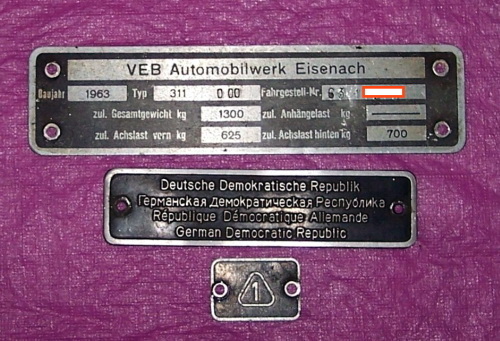 VEB Automobilwerk Eisenach
Baujahr 1963 Typ 311 0 00 Fahrgestell-Nr.
zul. Gesamtgewicht kg 1300 zul. Anhängelast kg
zul. Achslast vern kg 625 zul. Achslast hinten kg 700
Deutsche Demokratische Republik
Германская Демократическая Республика
République Démocratique Allemande
German Democratic Republic
1